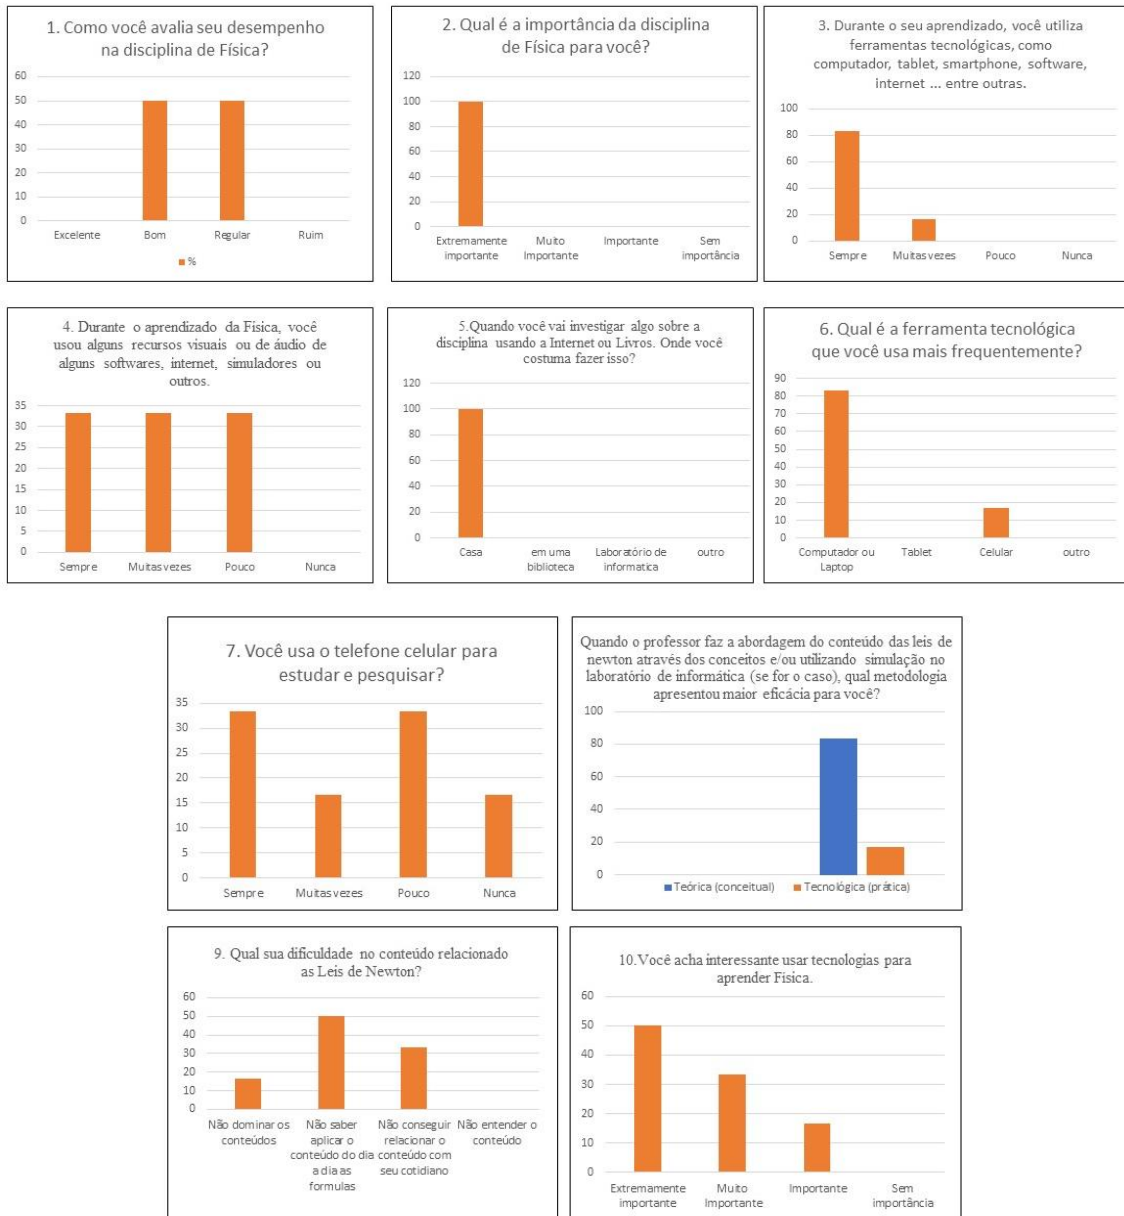 1. Como você avalia seu desempenho
na disciplina de Física?
60
50
40
30
20
10
0
Excelente Bom Regular Ruim
%
2. Qual é a importância da disciplina
de Física para você?
120
100
80
60
40
20
0
Extremamente Muito Importante Sem
importante Importante importância
3. Durante o seu aprendizado, você utiliza
ferramentas tecnológicas, como
computador, tablet, smartphone, software,
internet ... entre outras.
100
80
60
40
20
0
Sempre Muitas vezes Pouco Nunca
4. Durante o aprendizado da Fisica, você
usou alguns recursos visuais ou de áudio de
alguns softwares, internet, simuladores ou
outros.
35
30
25
20
15
10
5
0
Sempre Muitas vezes Pouco Nunca
5.Quando você vai investigar algo sobre a
disciplina usando a Internet ou Livros. Onde você
costuma fazer isso?
120
100
80
60
40
20
0
Casa em uma Laboratório de outro
biblioteca informatica
6. Qual é a ferramenta tecnológica
que você usa mais frequentemente?
90
80
70
60
50
40
30
20
10
0
Computador ou Tablet Celular outro
Laptop
7. Você usa o telefone celular para
estudar e pesquisar?
35
30
25
20
15
10
5
0
Sempre Muitas vezes Pouco Nunca
Quando o professor faz a abordagem do conteúdo das leis de
newton através dos conceitos e/ou utilizando simulação no
laboratório de informática (se for o caso), qual metodologia
apresentou maior eficácia para você?
100
80
60
40
20
0
Teórica (conceitual) Tecnológica (prática)
9. Qual sua dificuldade no conteúdo relacionado
as Leis de Newton?
60
50
40
30
20
10
0
Não dominar os Não saber Não conseguir Não entender o
conteúdos aplicar o relacionar o conteúdo
conteúdo do dia conteúdo com
a dia as seu cotidiano
formulas
10.Você acha interessante usar tecnologias para
aprender Física.
60
50
40
30
20
10
0
Extremamente Muito Importante Sem
importante Importante importância